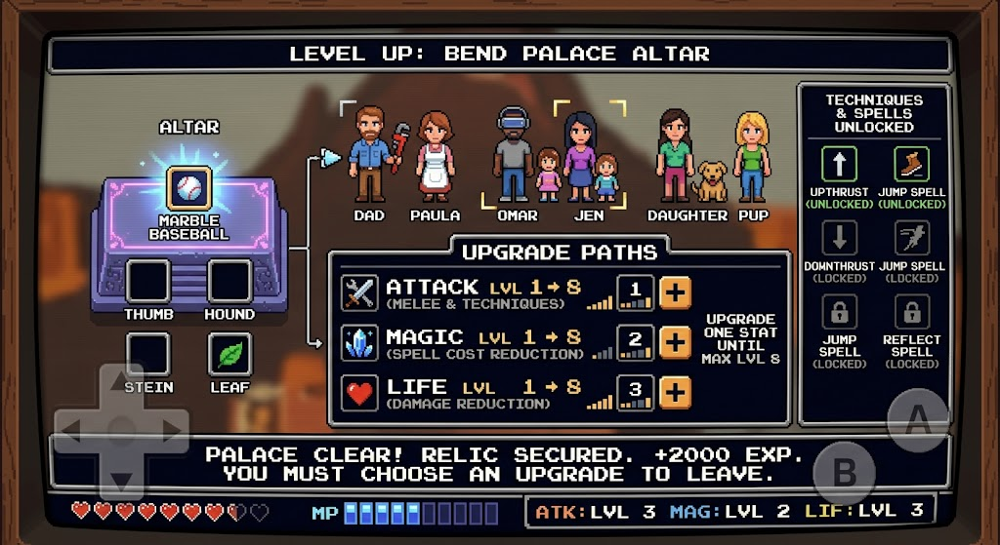 LEVEL UP: BEND PALACE ALTAR
ALTAR
MARBLE
BASEBALL
THUMB HOUND
STEIN LEAF
DAD PAULA OMAR JEN DAUGHTER PUP
UPGRADE PATHS
ATTACK LVL 1→8 1 +
(MELEE & TECHNIQUES)
MAGIC LVL 1→8 2 +
(SPELL COST REDUCTION)
LIFE LVL 1→8 3 +
(DAMAGE REDUCTION)
UPGRADE
ONE STAT
UNTIL
MAX LVL 8
TECHNIQUES
& SPELLS
UNLOCKED
UPTHRUST JUMP SPELL
(UNLOCKED) (UNLOCKED)
DOWNTHRUST JUMP SPELL
(LOCKED) (LOCKED)
JUMP
SPELL
(LOCKED)
REFLECT
SPELL
(LOCKED)
A
B
PALACE CLEAR! RELIC SECURED. +2000 EXP.
YOU MUST CHOOSE AN UPGRADE TO LEAVE.
MP
ATK:LVL 3 MAG:LVL 2 LIF:LVL 3